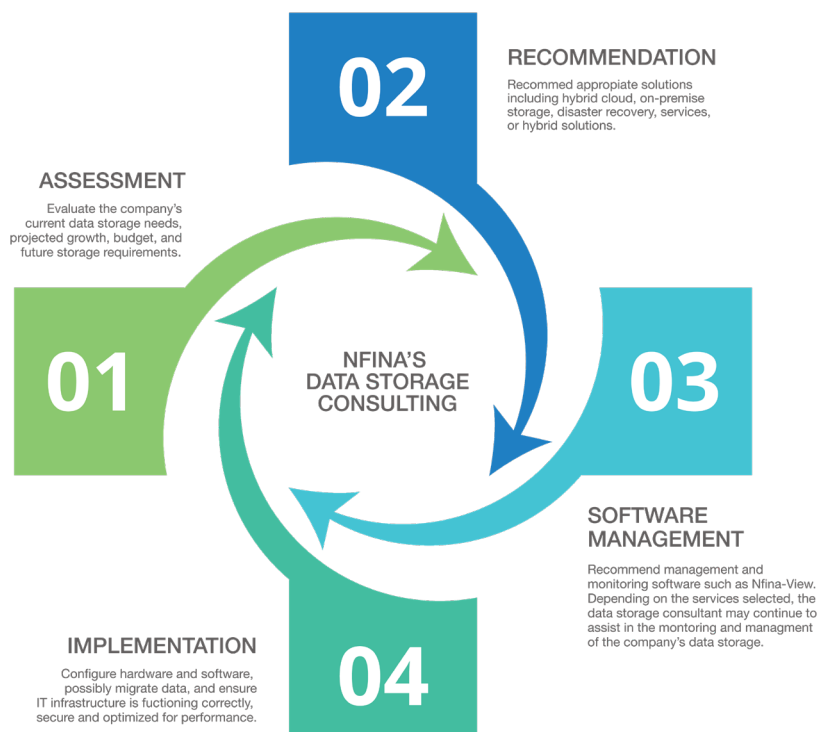 01
ASSESSMENT
Evaluate the company's
current data storage needs,
projected growth, budget, and
future storage requirements.
02
RECOMMENDATION
Recommed appropiate solutions
including hybrid cloud, on-premise
storage, disaster recovery, services,
or hybrid solutions.
NFINA'S
DATA STORAGE
CONSULTING
03
SOFTWARE
MANAGEMENT
Recommend management and
monitoring software such as Nfina-View.
Depending on the services selected, the
data storage consultant may continue to
assist in the montoring and managment
of the company's data storage.
04
IMPLEMENTATION
Configure hardware and software,
possibly migrate data, and ensure
IT infrastructure is fuctioning correctly,
secure and optimized for performance.